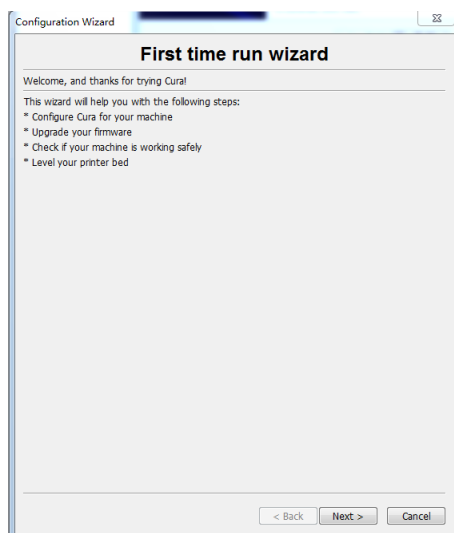 Configuration Wizard
First time run wizard
Welcome, and thanks for trying Cura!
This wizard will help you with the following steps:
* Configure Cura for your machine
* Upgrade your firmware
* Check if your machine is working safely
* Level your printer bed
< Back Next > Cancel